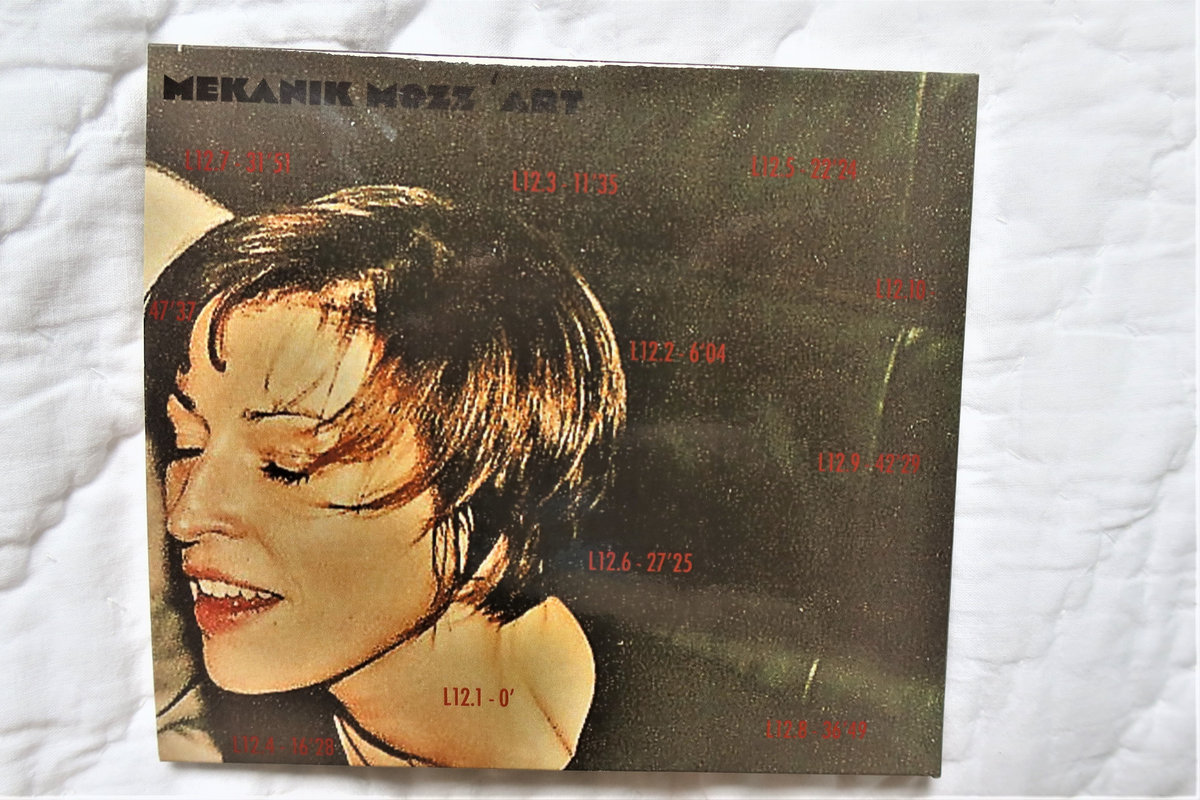 MEKANIK MOZZ'ART
L12.7 - 31'51
L12.3 - 11'35
L12.5 - 22'24
L12.10
47'37
L12.2 - 6'04
L12.9 - 42'29
L12.6 - 27'25
L12.1 - 0'
L12.8 - 36'49
L12.4 - 16'28